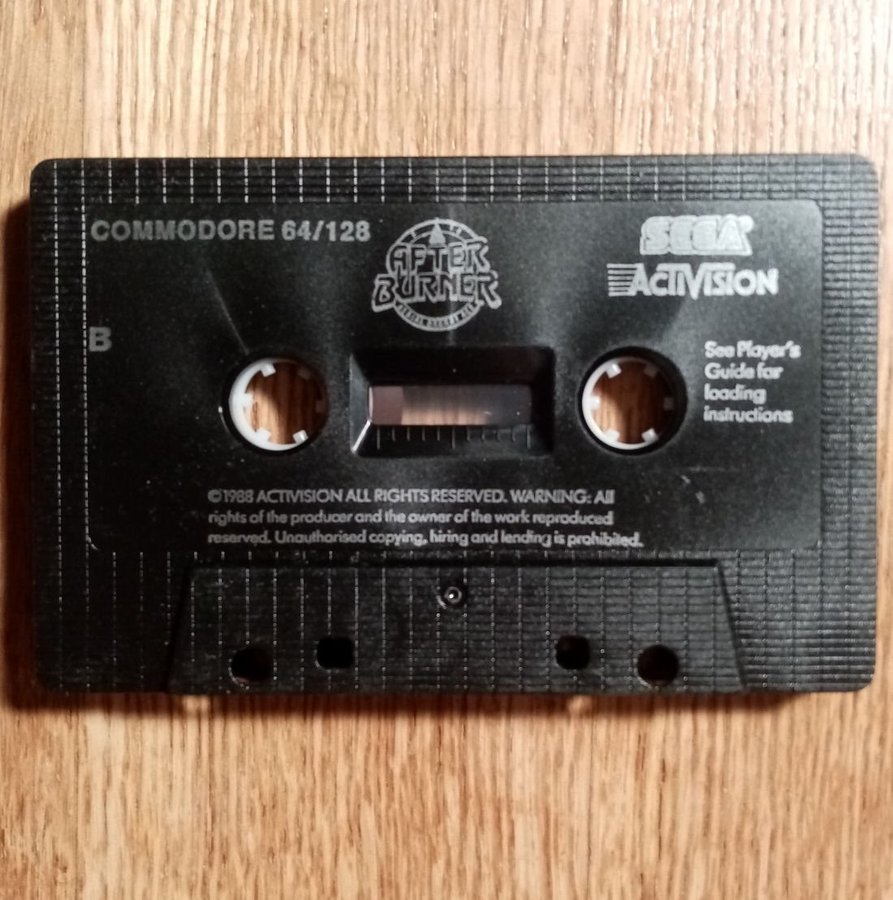 COMMODORE 64/128
AFTER
BURNER
SEGA®
ACTIVISION
B
See Player's
Guide for
loading
instructions
©1988 ACTIVISION ALL RIGHTS RESERVED. WARNING: All
rights of the producer and the owner of the work reproduced
reserved. Unauthorised copying, hiring and lending is prohibited.